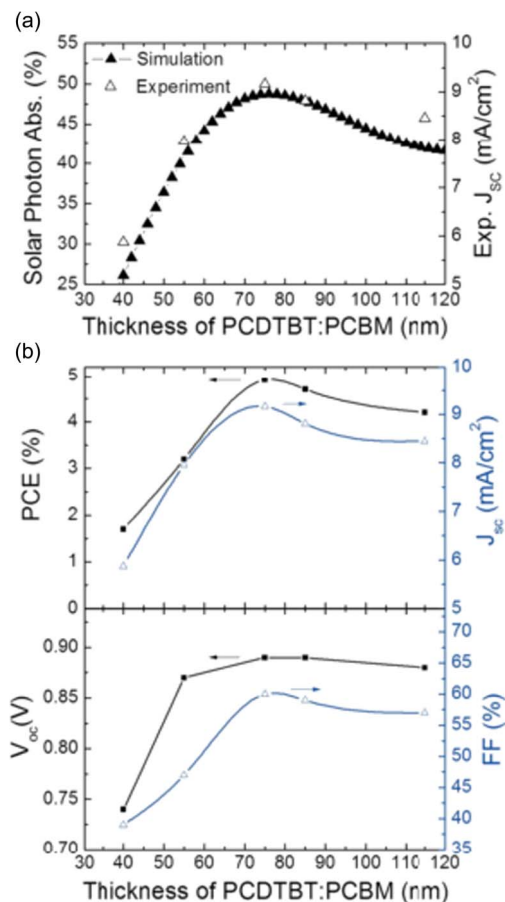 (a)
55
50
45
40
35
30
25
Solar Photon Abs. (%)
Simulation
Experiment
10
9
8
7
6
5
Exp. JSC (mA/cm2)
30 40 50 60 70 80 90 100 110 120
Thickness of PCDTBT:PCBM (nm)
(b)
5
4
3
2
1
0
PCE (%)
10
9
8
7
6
5
Jsc (mA/cm2)
0.90
0.85
0.80
0.75
0.70
Voc(V)
70
65
60
55
50
45
40
35
FF (%)
30 40 50 60 70 80 90 100 110 120
Thickness of PCDTBT:PCBM (nm)